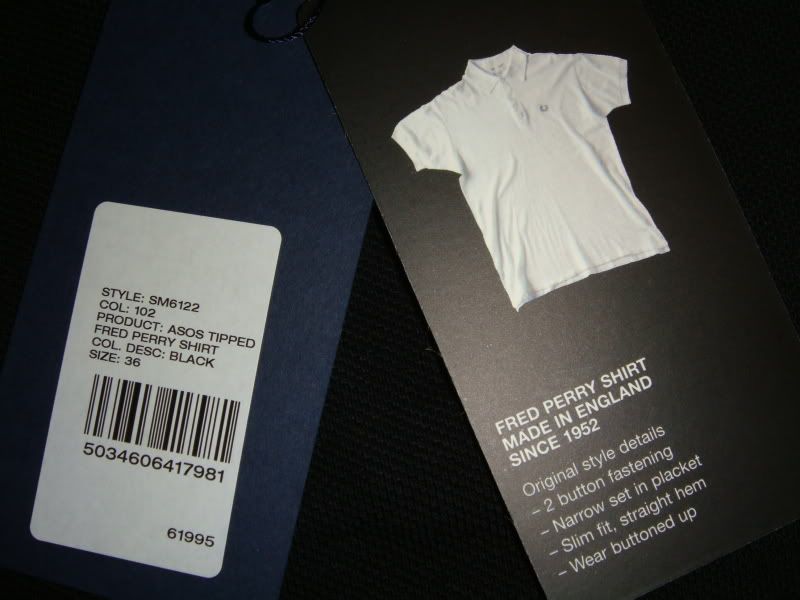 STYLE: SM6122
COL: 102
PRODUCT: ASOS TIPPED
FRED PERRY SHIRT
COL. DESC: BLACK
SIZE: 36
5034606417981
61995
FRED PERRY SHIRT
MADE IN ENGLAND
SINCE 1952
Original style details
– 2 button fastening
– Narrow set in placket
– Slim fit, straight hem
– Wear buttoned up